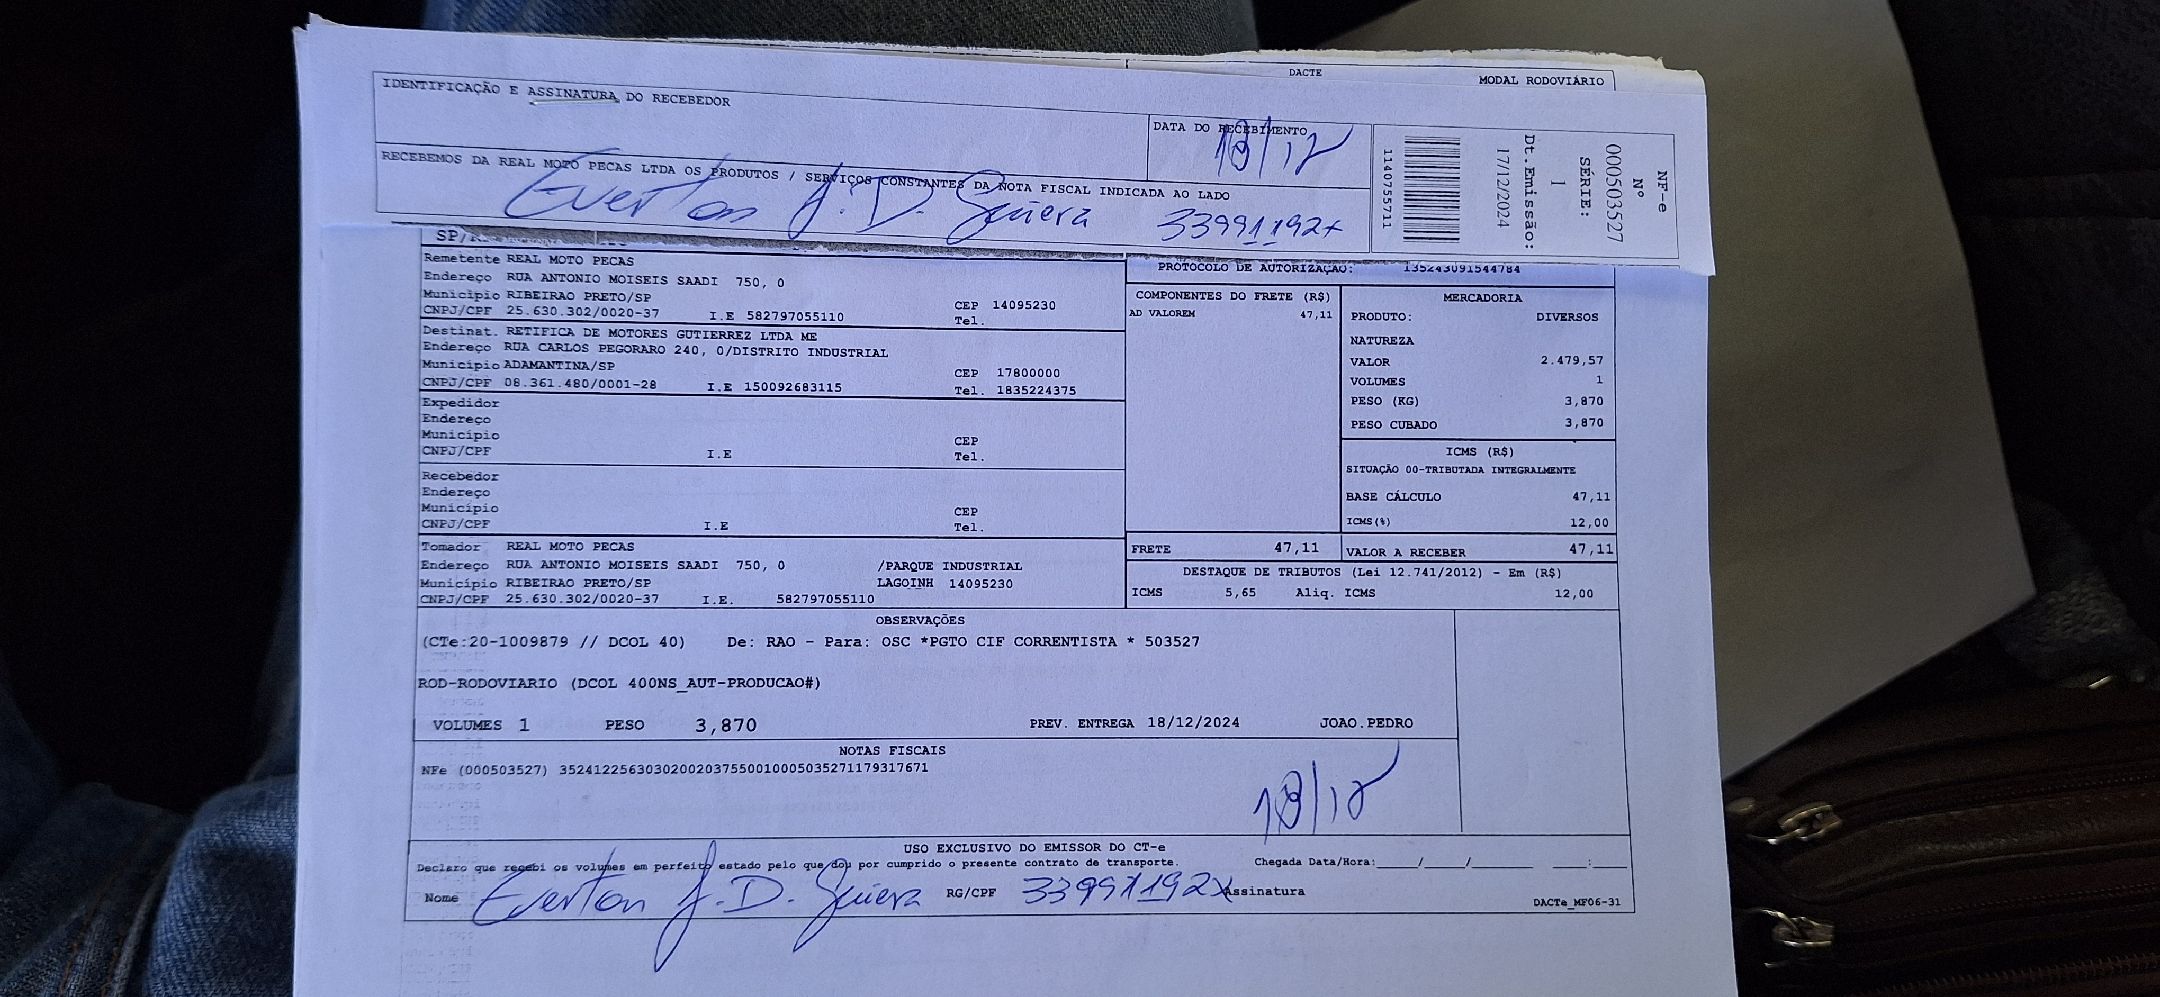 DACTE
MODAL RODOVIÁRIO
IDENTIFICAÇÃO E ASSINATURA DO RECEBEDOR
DATA DO RECEBIMENTO
18/12
RECEBEMOS DA REAL MOTO PECAS LTDA OS PRODUTOS / SERVIÇOS CONSTANTES DA NOTA FISCAL INDICADA AO LADO
Everton J. D.
1140755711
NF-e
Nº
000503527
SÉRIE:
1
Dt.Emissão:
17/12/2024
Remetente REAL MOTO PECAS
Endereço RUA ANTONIO MOISEIS SAADI 750, 0
Município RIBEIRAO PRETO/SP
CEP 14095230
CNPJ/CPF 25.630.302/0020-37 I.E 582797055110
Tel.
Destinat. RETIFICA DE MOTORES GUTIERREZ LTDA ME
Endereço RUA CARLOS PEGORARO 240, 0/DISTRITO INDUSTRIAL
Município ADAMANTINA/SP
CEP 17800000
CNPJ/CPF 08.361.480/0001-28 I.E 150092683115
Tel. 1835224375
Expedidor
Endereço
Município
CEP
CNPJ/CPF I.E
Tel.
Recebedor
Endereço
Município
CEP
CNPJ/CPF I.E
Tel.
Tomador REAL MOTO PECAS
Endereço RUA ANTONIO MOISEIS SAADI 750, 0 /PARQUE INDUSTRIAL
Município RIBEIRAO PRETO/SP LAGOINH 14095230
CNPJ/CPF 25.630.302/0020-37 I.E. 582797055110
PROTOCOLO DE AUTORIZAÇÃO: 135243091544784
COMPONENTES DO FRETE (R$)
AD VALOREM 47,11
FRETE 47,11
MERCADORIA
PRODUTO: DIVERSOS
NATUREZA
VALOR 2.479,57
VOLUMES 1
PESO (KG) 3,870
PESO CUBADO 3,870
ICMS (R$)
SITUAÇÃO 00-TRIBUTADA INTEGRALMENTE
BASE CÁLCULO 47,11
ICMS(%) 12,00
VALOR A RECEBER 47,11
DESTAQUE DE TRIBUTOS (Lei 12.741/2012) - Em (R$)
ICMS 5,65 Aliq. ICMS 12,00
OBSERVAÇÕES
(CTe:20-1009879 // DCOL 40) De: RAO - Para: OSC *PGTO CIF CORRENTISTA * 503527
ROD-RODOVIARIO (DCOL 400NS_AUT-PRODUCAO#)
VOLUMES 1 PESO 3,870 PREV. ENTREGA 18/12/2024 JOAO.PEDRO
NOTAS FISCAIS
NFe (000503527) 35241225630302002037550010005035271179317671
18/12
USO EXCLUSIVO DO EMISSOR DO CT-e
Declaro que recebi os volumes em perfeito estado pelo que dou por cumprido o presente contrato de transporte. Chegada Data/Hora:____/____/______ ___:____
Nome Everton J. D. RG/CPF 33991192X Assinatura
DACTe_MF06-31